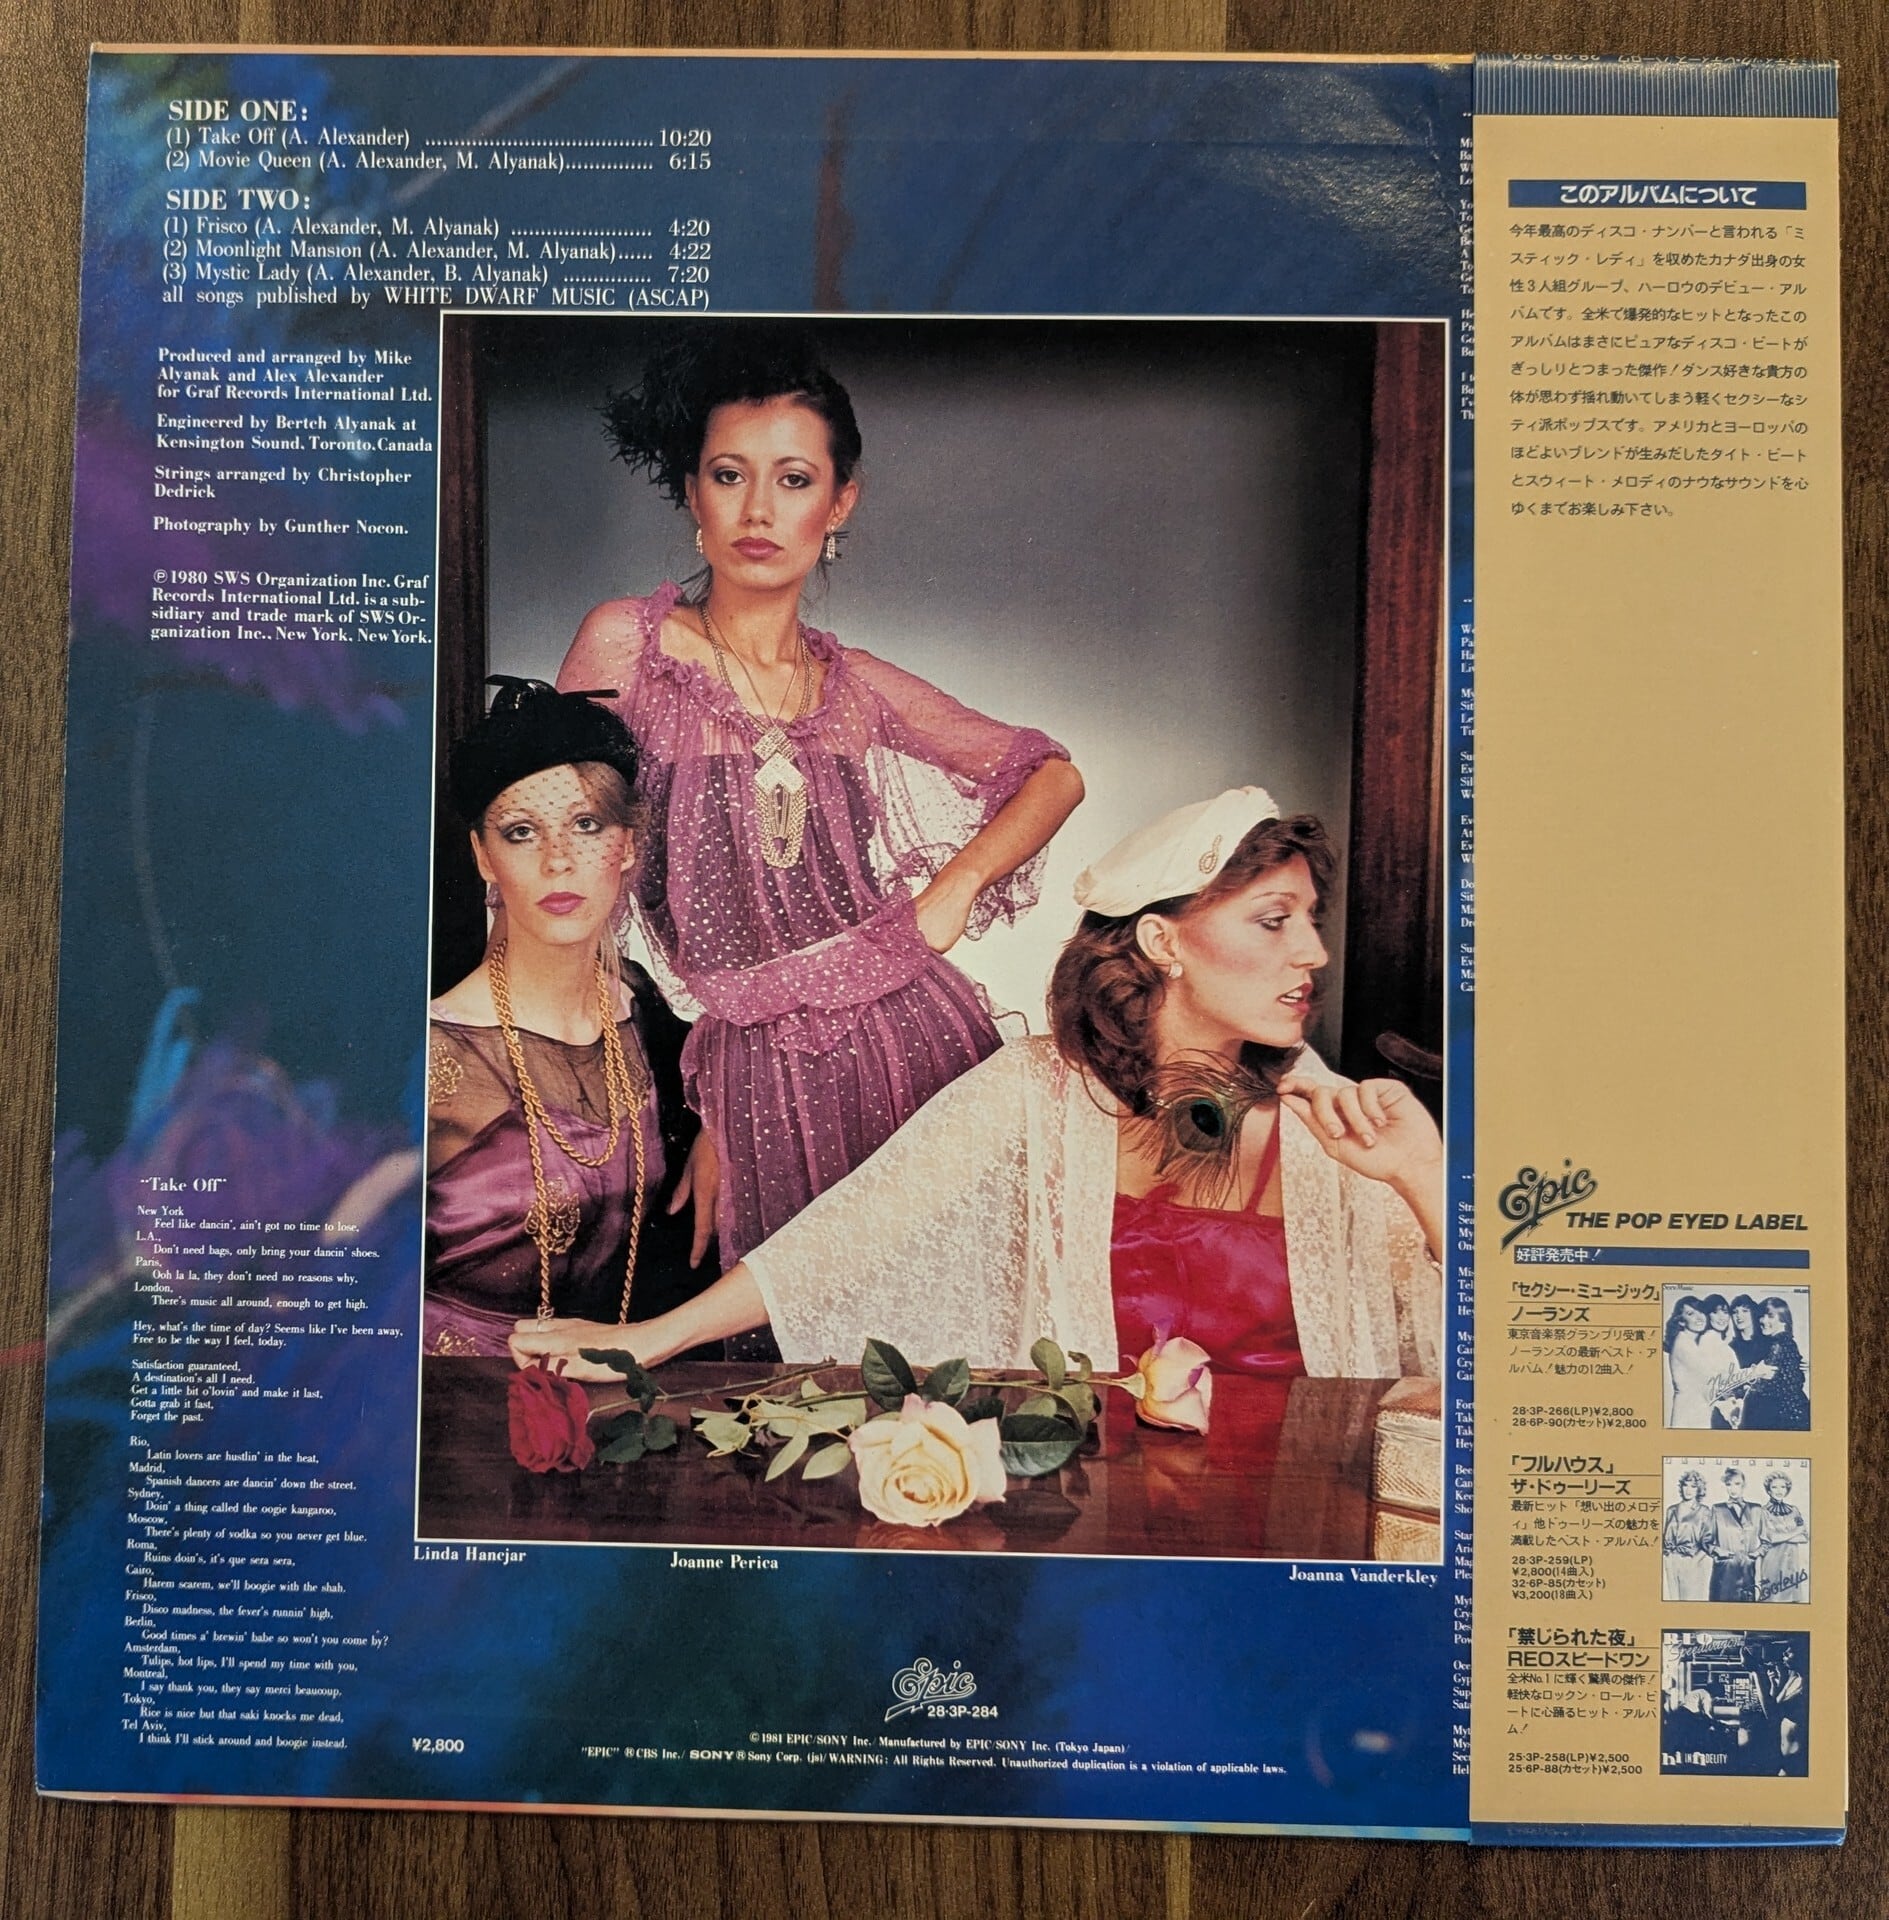 SIDE ONE:
(1) Take Off (A. Alexander) ........................................ 10:20
(2) Movie Queen (A. Alexander, M. Alyanak)............... 6:15
SIDE TWO:
(1) Frisco (A. Alexander, M. Alyanak) ......................... 4:20
(2) Moonlight Mansion (A. Alexander, M. Alyanak)...... 4:22
(3) Mystic Lady (A. Alexander, B. Alyanak) ............... 7:20
all songs published by WHITE DWARF MUSIC (ASCAP)
Produced and arranged by Mike
Alyanak and Alex Alexander
for Graf Records International Ltd.
Engineered by Bertch Alyanak at
Kensington Sound, Toronto,Canada
Strings arranged by Christopher
Dedrick
Photography by Gunther Nocon.
℗1980 SWS Organization Inc. Graf
Records International Ltd. is a sub-
sidiary and trade mark of SWS Or-
ganization Inc., New York, New York.
"Take Off"
New York
Feel like dancin', ain't got no time to lose,
L.A.,
Don't need bags, only bring your dancin' shoes.
Paris,
Ooh la la, they don't need no reasons why,
London,
There's music all around, enough to get high.
Hey, what's the time of day? Seems like I've been away,
Free to be the way I feel, today.
Satisfaction guaranteed,
A destination's all I need.
Get a little bit o'lovin' and make it last,
Gotta grab it fast,
Forget the past.
Rio,
Latin lovers are hustlin' in the heat,
Madrid,
Spanish dancers are dancin' down the street.
Sydney,
Doin' a thing called the oogie kangaroo,
Moscow,
There's plenty of vodka so you never get blue.
Roma,
Ruins doin's, it's que sera sera,
Cairo,
Harem scarem, we'll boogie with the shah.
Frisco,
Disco madness, the fever's runnin' high,
Berlin,
Good times a' brewin' babe so won't you come by?
Amsterdam,
Tulips, hot lips, I'll spend my time with you,
Montreal,
I say thank you, they say merci beaucoup.
Tokyo,
Rice is nice but that saki knocks me dead,
Tel Aviv,
I think I'll stick around and boogie instead.
Linda Hancjar
Joanne Perica
Joanna Vanderkley
Epic
28·3P-284
¥2,800
©1981 EPIC/SONY Inc./Manufactured by EPIC/SONY Inc. (Tokyo Japan)/
"EPIC" ®CBS Inc./ SONY®Sony Corp. (js)/WARNING: All Rights Reserved. Unauthorized duplication is a violation of applicable laws.
このアルバムについて
今年最高のディスコ・ナンバーと言われる「ミ
スティック・レディ」を収めたカナダ出身の女
性3人組グループ、ハーロウのデビュー・アル
バムです。全米で爆発的なヒットとなったこの
アルバムはまさにピュアなディスコ・ビートが
ぎっしりとつまった傑作！ダンス好きな貴方の
体が思わず揺れ動いてしまう軽くセクシーなシ
ティ派ポップスです。アメリカとヨーロッパの
ほどよいブレンドが生みだしたタイト・ビート
とスウィート・メロディのナウなサウンドを心
ゆくまでお楽しみ下さい。
Epic
THE POP EYED LABEL
好評発売中！
「セクシー・ミュージック」
ノーランズ
東京音楽祭グランプリ受賞！
ノーランズの最新ベスト・ア
ルバム！魅力の12曲入！
28·3P-266(LP)¥2,800
28·6P-90(カセット)¥2,800
「フルハウス」
ザ・ドゥーリーズ
最新ヒット「想い出のメロデ
ィ」他ドゥーリーズの魅力を
満載したベスト・アルバム！
28·3P-259(LP)
¥2,800(14曲入)
32·6P-85(カセット)
¥3,200(18曲入)
「禁じられた夜」
REOスピードワゴン
全米No.1に輝く驚異の傑作！
軽快なロックン・ロール・ビ
ートに心踊るヒット・アルバ
ム！
25·3P-258(LP)¥2,500
25·6P-88(カセット)¥2,500
Nolans
Dooleys
REO
Speedwagon
hi INFIDELITY